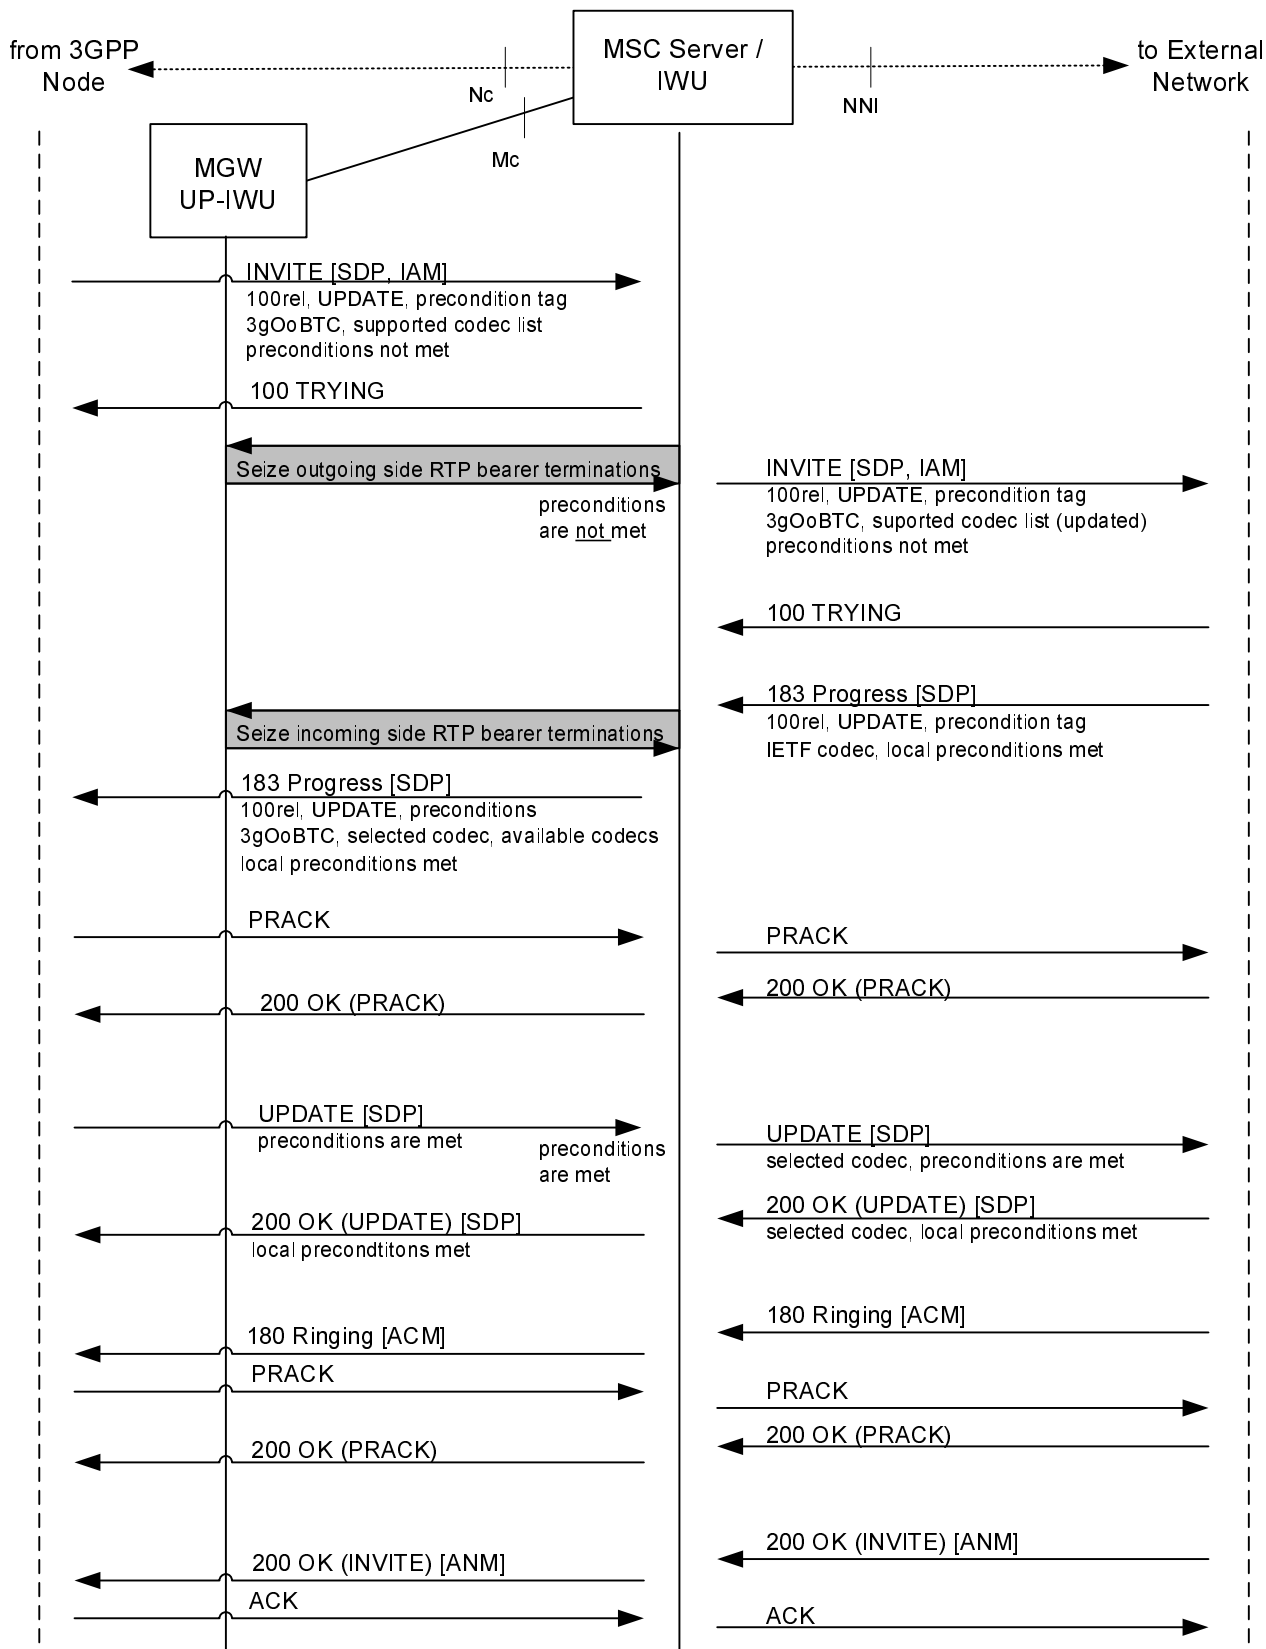 from 3GPP
Node
MSC Server /
IWU
to External
Network
Nc
NNI
Mc
MGW
UP-IWU
INVITE [SDP, IAM]
100rel, UPDATE, precondition tag
3gOoBTC, supported codec list
preconditions not met
100 TRYING
Seize outgoing side RTP bearer terminations
preconditions
are not met
INVITE [SDP, IAM]
100rel, UPDATE, precondition tag
3gOoBTC, suported codec list (updated)
preconditions not met
100 TRYING
183 Progress [SDP]
100rel, UPDATE, precondition tag
IETF codec, local preconditions met
Seize incoming side RTP bearer terminations
183 Progress [SDP]
100rel, UPDATE, preconditions
3gOoBTC, selected codec, available codecs
local preconditions met
PRACK
PRACK
200 OK (PRACK)
200 OK (PRACK)
UPDATE [SDP]
preconditions are met
preconditions
are met
UPDATE [SDP]
selected codec, preconditions are met
200 OK (UPDATE) [SDP]
selected codec, local preconditions met
200 OK (UPDATE) [SDP]
local precondtitons met
180 Ringing [ACM]
180 Ringing [ACM]
PRACK
PRACK
200 OK (PRACK)
200 OK (PRACK)
200 OK (INVITE) [ANM]
200 OK (INVITE) [ANM]
ACK
ACK